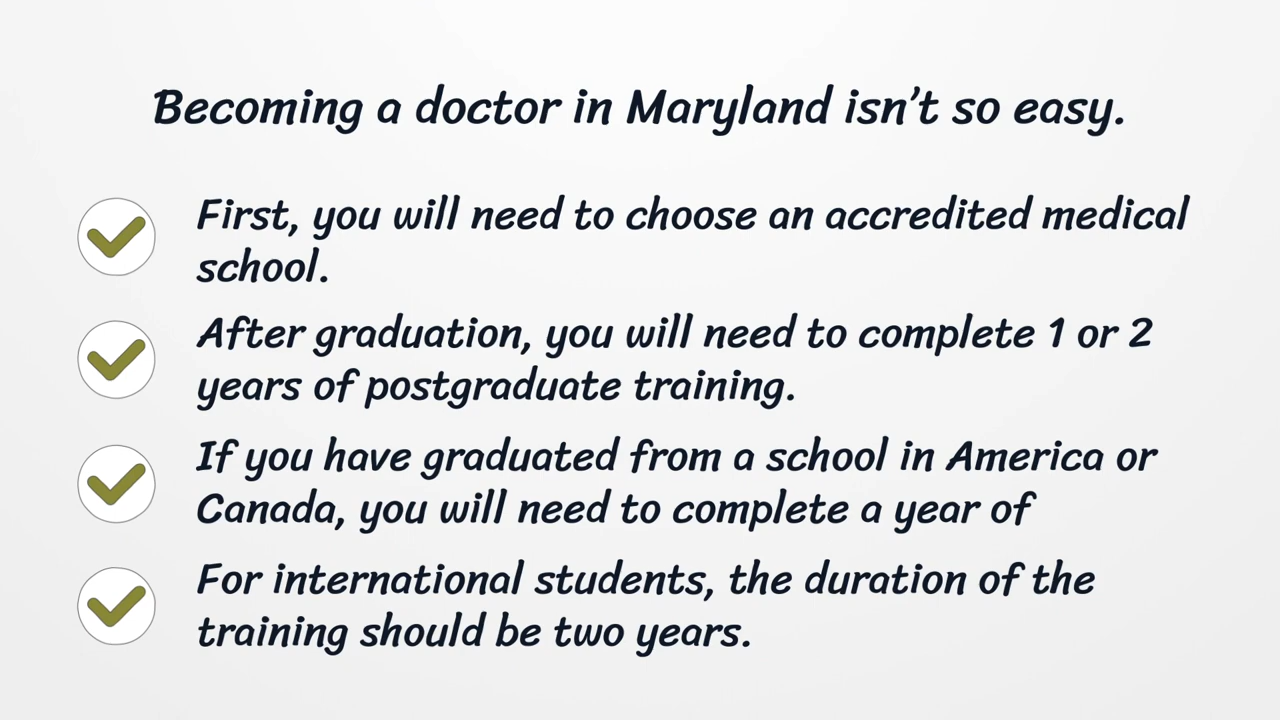 Becoming a doctor in Maryland isn’t so easy.
First, you will need to choose an accredited medical
school.
After graduation, you will need to complete 1 or 2
years of postgraduate training.
If you have graduated from a school in America or
Canada, you will need to complete a year of
For international students, the duration of the
training should be two years.